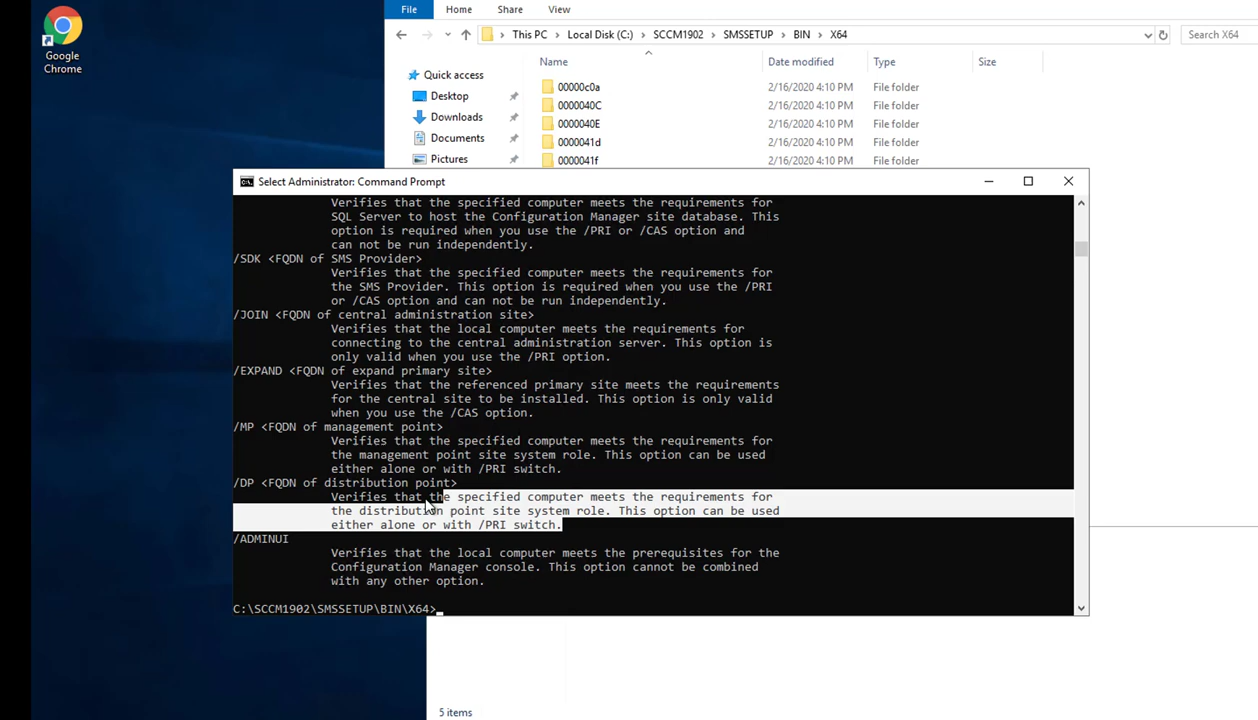 Google
Chrome
File
Home
Share
View
This PC
Local Disk (C:)
SCCM1902
SMSSETUP
BIN
X64
Search X64
Quick access
Desktop
Downloads
Documents
Pictures
Name
Date modified
Type
Size
00000c0a
2/16/2020 4:10 PM
File folder
0000040C
2/16/2020 4:10 PM
File folder
0000040E
2/16/2020 4:10 PM
File folder
0000041d
2/16/2020 4:10 PM
File folder
0000041f
2/16/2020 4:10 PM
File folder
Select Administrator: Command Prompt
Verifies that the specified computer meets the requirements for
SQL Server to host the Configuration Manager site database. This
option is required when you use the /PRI or /CAS option and
can not be run independently.
/SDK <FQDN of SMS Provider>
Verifies that the specified computer meets the requirements for
the SMS Provider. This option is required when you use the /PRI
or /CAS option and can not be run independently.
/JOIN <FQDN of central administration site>
Verifies that the local computer meets the requirements for
connecting to the central administration server. This option is
only valid when you use the /PRI option.
/EXPAND <FQDN of expand primary site>
Verifies that the referenced primary site meets the requirements
for the central site to be installed. This option is only valid
when you use the /CAS option.
/MP <FQDN of management point>
Verifies that the specified computer meets the requirements for
the management point site system role. This option can be used
either alone or with /PRI switch.
/DP <FQDN of distribution point>
Verifies that the specified computer meets the requirements for
the distribution point site system role. This option can be used
either alone or with /PRI switch.
/ADMINUI
Verifies that the local computer meets the prerequisites for the
Configuration Manager console. This option cannot be combined
with any other option.
C:\SCCM1902\SMSSETUP\BIN\X64>
5 items